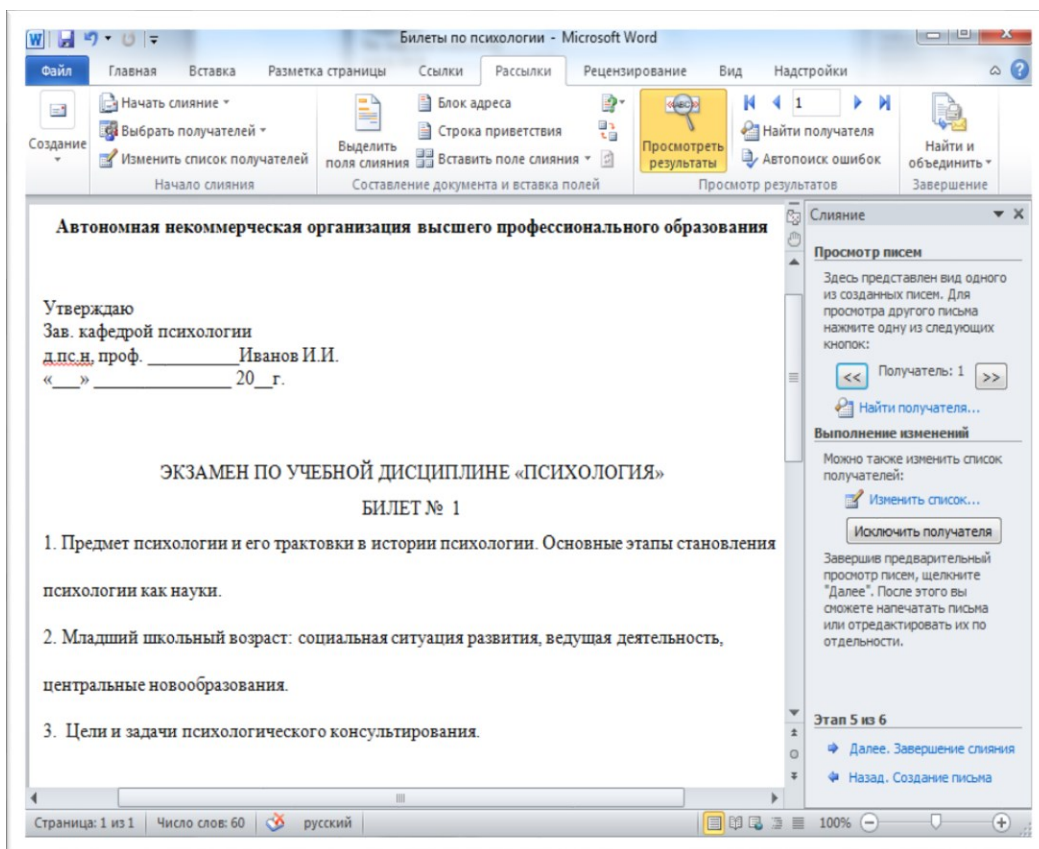 Билеты по психологии - Microsoft Word
Файл Главная Вставка Разметка страницы Ссылки Рассылки Рецензирование Вид Надстройки
Создание
Начать слияние
Выбрать получателей
Изменить список получателей
Начало слияния
Выделить
поля слияния
Блок адреса
Строка приветствия
Вставить поле слияния
Составление документа и вставка полей
«ABC»
Просмотреть
результаты
1
Найти получателя
Автопоиск ошибок
Просмотр результатов
Найти и
объединить
Завершение
Автономная некоммерческая организация высшего профессионального образования
Утверждаю
Зав. кафедрой психологии
д.пс.н, проф. __________Иванов И.И.
«___» _______________ 20__г.
ЭКЗАМЕН ПО УЧЕБНОЙ ДИСЦИПЛИНЕ «ПСИХОЛОГИЯ»
БИЛЕТ № 1
1. Предмет психологии и его трактовки в истории психологии. Основные этапы становления
психологии как науки.
2. Младший школьный возраст: социальная ситуация развития, ведущая деятельность,
центральные новообразования.
3. Цели и задачи психологического консультирования.
Слияние
Просмотр писем
Здесь представлен вид одного
из созданных писем. Для
просмотра другого письма
нажмите одну из следующих
кнопок:
<< Получатель: 1 >>
Найти получателя...
Выполнение изменений
Можно также изменить список
получателей:
Изменить список...
Исключить получателя
Завершив предварительный
просмотр писем, щелкните
"Далее". После этого вы
сможете напечатать письма
или отредактировать их по
отдельности.
Этап 5 из 6
Далее. Завершение слияния
Назад. Создание письма
Страница: 1 из 1 Число слов: 60 русский 100%